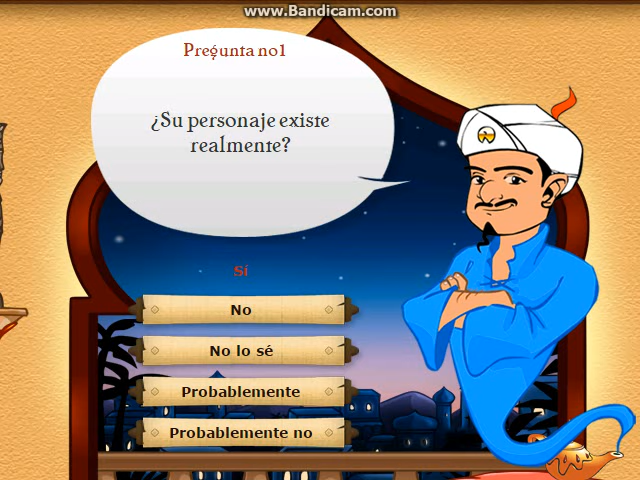 www.Bandicam.com
Pregunta no1
¿Su personaje existe
realmente?
Sí
No
No lo sé
Probablemente
Probablemente no